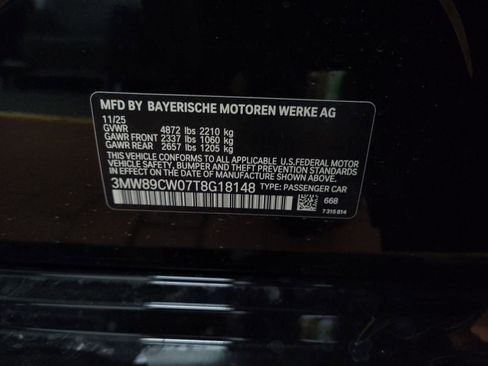 MFD BY BAYERISCHE MOTOREN WERKE AG
11/25
GVWR 4872 lbs 2210 kg
GAWR FRONT 2337 lbs 1060 kg
GAWR REAR 2657 lbs 1205 kg
THIS VEHICLE CONFORMS TO ALL APPLICABLE U.S.FEDERAL MOTOR
VEHICLE SAFETY, BUMPER AND THEFT PREVENTION STANDARDS IN EFFECT
ON THE DATE OF MANUFACTURE SHOWN ABOVE.
3MW89CW07T8G18148 TYPE: PASSENGER CAR
668
7 315 814